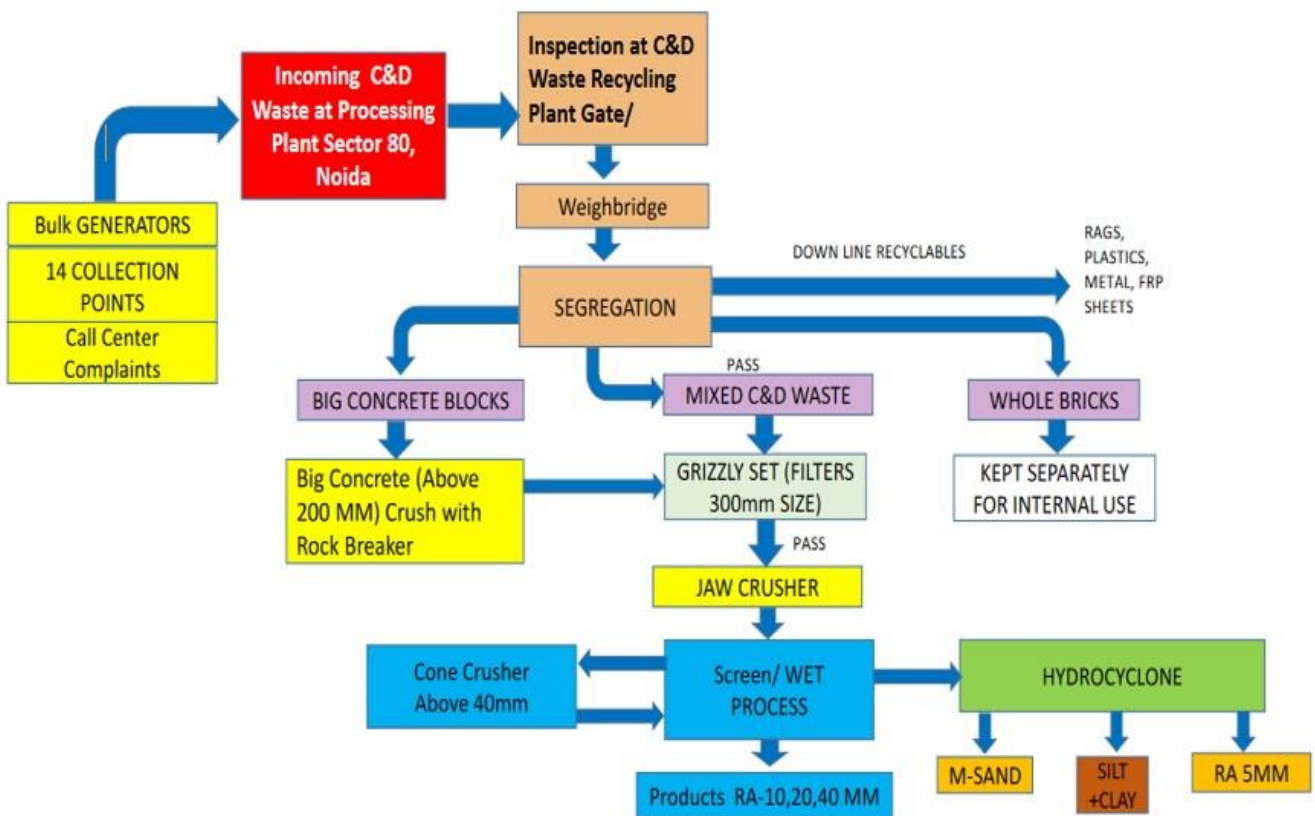 Incoming C&D
Waste at Processing
Plant Sector 80,
Noida
Inspection at C&D
Waste Recycling
Plant Gate/
Bulk GENERATORS
14 COLLECTION
POINTS
Call Center
Complaints
Weighbridge
SEGREGATION
DOWN LINE RECYCLABLES
RAGS,
PLASTICS,
METAL, FRP
SHEETS
BIG CONCRETE BLOCKS
PASS
MIXED C&D WASTE
WHOLE BRICKS
Big Concrete (Above
200 MM) Crush with
Rock Breaker
GRIZZLY SET (FILTERS
300mm SIZE)
KEPT SEPARATELY
FOR INTERNAL USE
PASS
JAW CRUSHER
Cone Crusher
Above 40mm
Screen/ WET
PROCESS
HYDROCYCLONE
Products RA-10,20,40 MM
M-SAND
SILT
+CLAY
RA 5MM